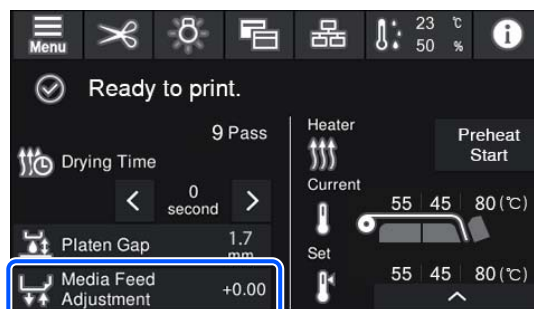 Menu
23 ℃
50 %
i
Ready to print.
9 Pass
Drying Time
0
second
Platen Gap
1.7
mm
Media Feed
Adjustment
+0.00
Heater
Preheat
Start
Current
55 45 80(℃)
Set
55 45 80(℃)